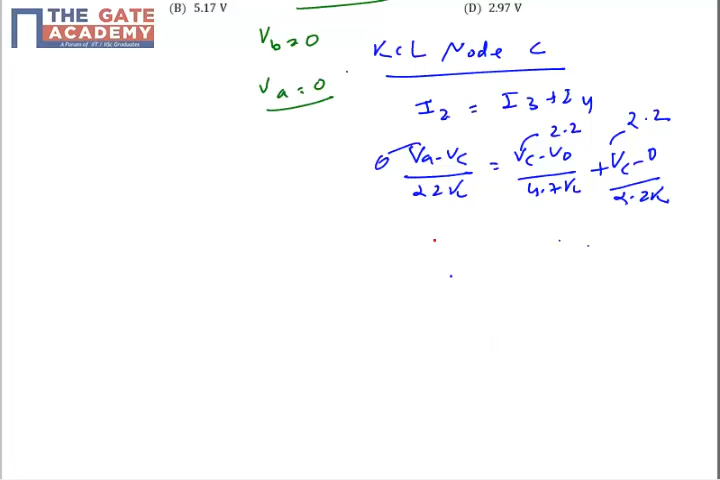 (B) 5.17 V (D) 2.97 V
THE GATE
ACADEMY
A Forum of IIT / IISc Graduates
Vb = 0
Va = 0
KCL Node C
I2 = I3 + I4
2.2 2.2
0 Va - Vc = Vc - V0 + Vc - 0
22K 4.7K 2.2K